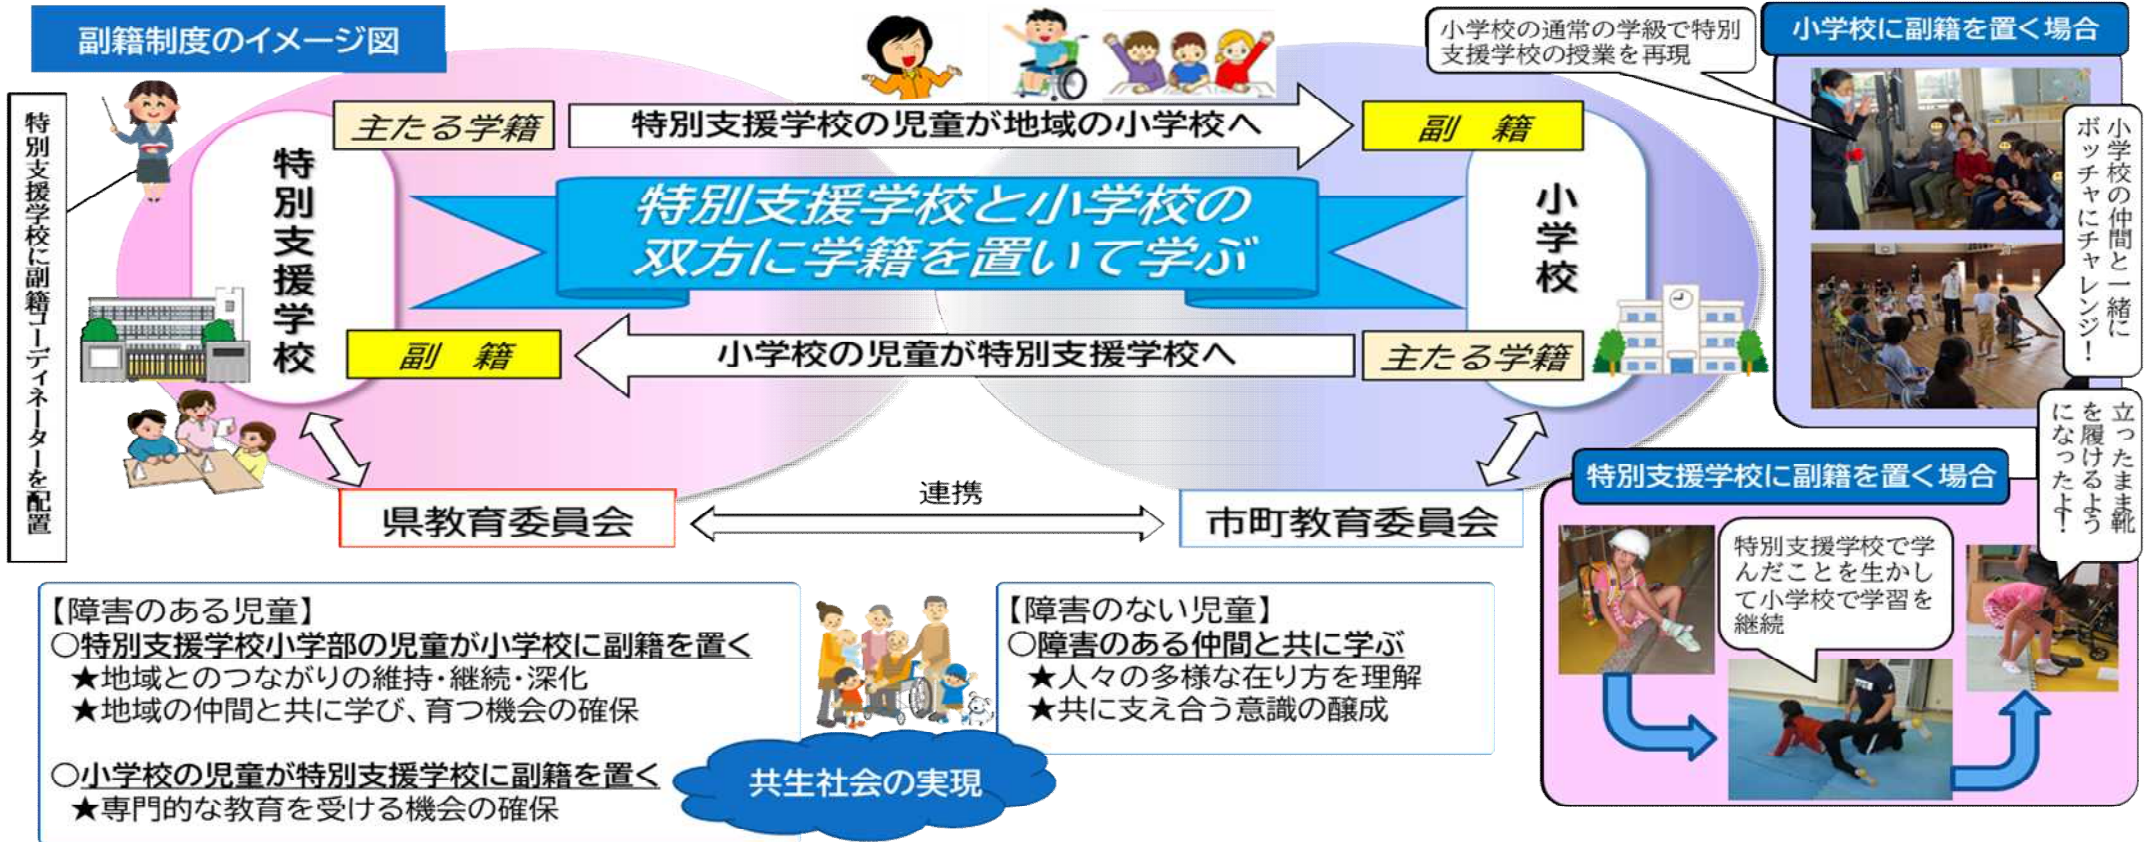 副籍制度のイメージ図
特別支援学校に副籍コーディネーターを配置
特別支援学校
主たる学籍
特別支援学校の児童が地域の小学校へ
副　籍
特別支援学校と小学校の
双方に学籍を置いて学ぶ
小学校
副　籍
小学校の児童が特別支援学校へ
主たる学籍
県教育委員会
連携
市町教育委員会
小学校の通常の学級で特別
支援学校の授業を再現
小学校に副籍を置く場合
小学校の仲間と一緒に
ボッチャにチャレンジ！
特別支援学校に副籍を置く場合
立ったまま靴
を履けるよう
になったよ！
特別支援学校で学
んだことを生かし
て小学校で学習を
継続
【障害のある児童】
○特別支援学校小学部の児童が小学校に副籍を置く
★地域とのつながりの維持・継続・深化
★地域の仲間と共に学び、育つ機会の確保
○小学校の児童が特別支援学校に副籍を置く
★専門的な教育を受ける機会の確保
【障害のない児童】
○障害のある仲間と共に学ぶ
★人々の多様な在り方を理解
★共に支え合う意識の醸成
共生社会の実現